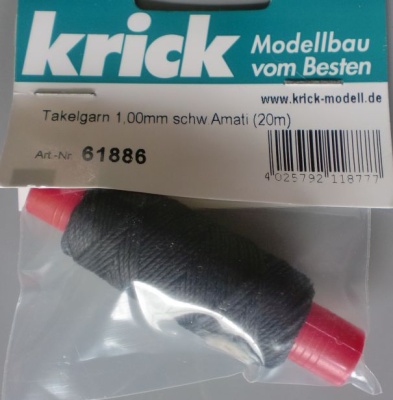 krick
Modellbau
vom Besten
www.krick-modell.de
Takelgarn 1,00mm schw.Amati (20m)
Art.-Nr. 61886
4 025792 118777